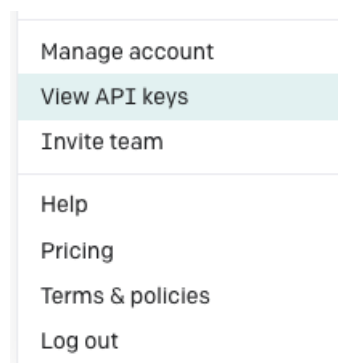 Manage account
View API keys
Invite team
Help
Pricing
Terms & policies
Log out